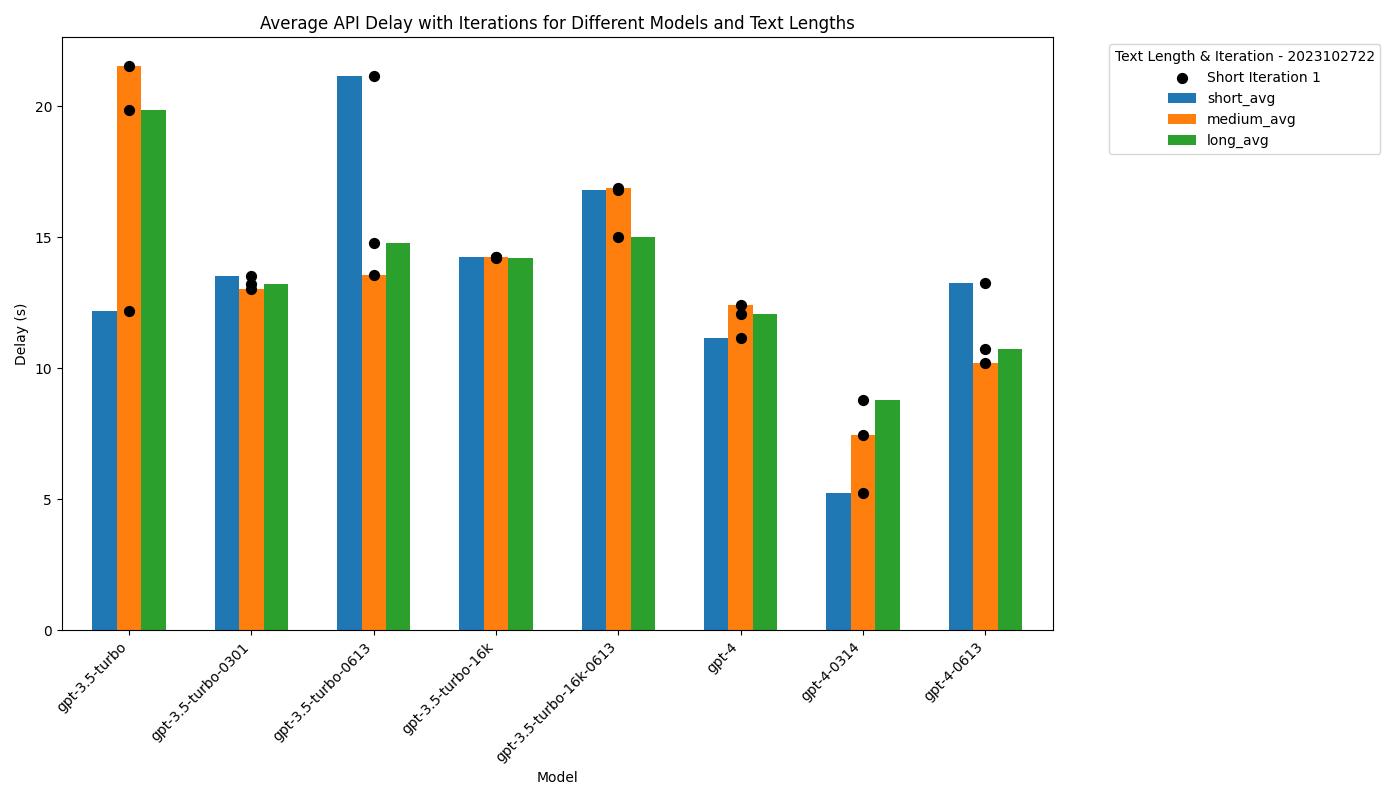 Average API Delay with Iterations for Different Models and Text Lengths
Text Length & Iteration - 2023102722
Short Iteration 1
short_avg
medium_avg
long_avg
Delay (s)
20
15
10
5
0
gpt-3.5-turbo
gpt-3.5-turbo-0301
gpt-3.5-turbo-0613
gpt-3.5-turbo-16k
gpt-3.5-turbo-16k-0613
gpt-4
gpt-4-0314
gpt-4-0613
Model